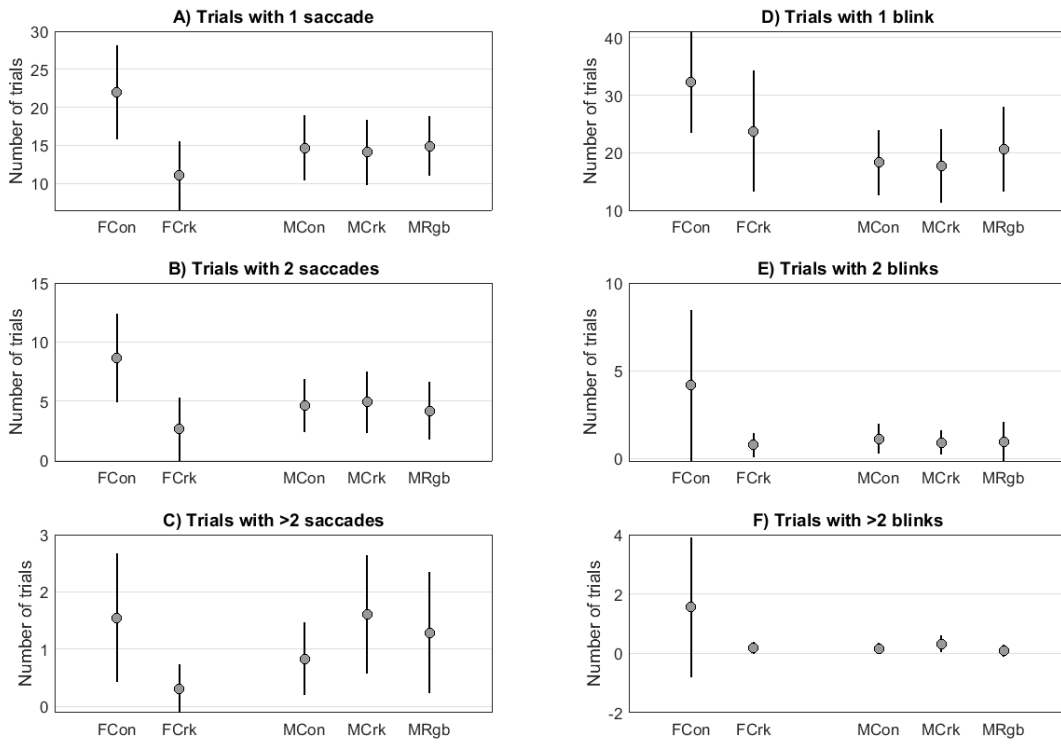 A) Trials with 1 saccade
Number of trials
30
25
20
15
10
FCon FCrk MCon MCrk MRgb
B) Trials with 2 saccades
Number of trials
15
10
5
0
FCon FCrk MCon MCrk MRgb
C) Trials with >2 saccades
Number of trials
3
2
1
0
FCon FCrk MCon MCrk MRgb
D) Trials with 1 blink
Number of trials
40
30
20
10
FCon FCrk MCon MCrk MRgb
E) Trials with 2 blinks
Number of trials
10
5
0
FCon FCrk MCon MCrk MRgb
F) Trials with >2 blinks
Number of trials
4
2
0
-2
FCon FCrk MCon MCrk MRgb